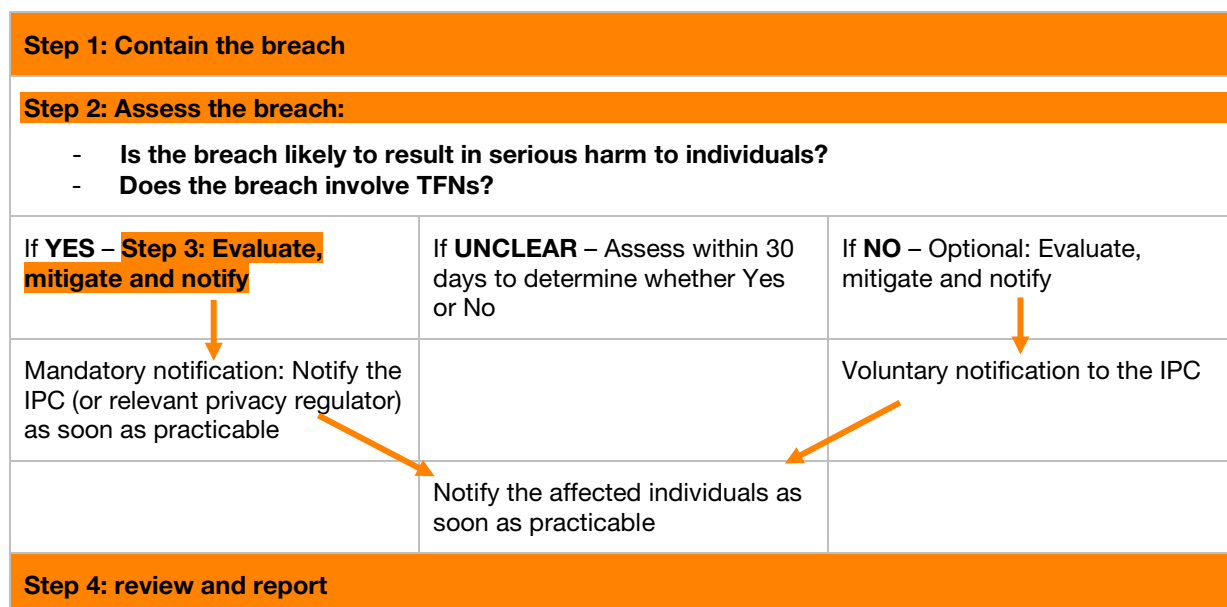 Step 1: Contain the breach
Step 2: Assess the breach:
- Is the breach likely to result in serious harm to individuals?
- Does the breach involve TFNs?
If YES – Step 3: Evaluate,
mitigate and notify
If UNCLEAR – Assess within 30
days to determine whether Yes
or No
If NO – Optional: Evaluate,
mitigate and notify
Mandatory notification: Notify the
IPC (or relevant privacy regulator)
as soon as practicable
Voluntary notification to the IPC
Notify the affected individuals as
soon as practicable
Step 4: review and report